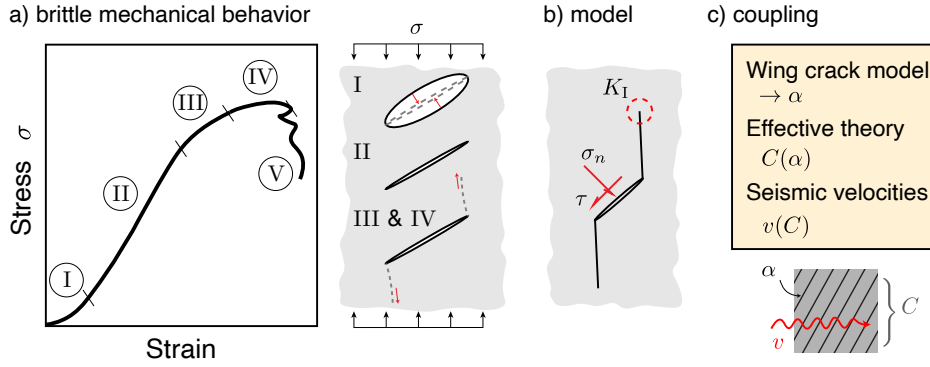 a) brittle mechanical behavior
Stress σ
Strain
I
II
III
IV
V
σ
I
II
III & IV
b) model
K_I
σ_n
τ
c) coupling
Wing crack model
→ α
Effective theory
C(α)
Seismic velocities
v(C)
α
C
v